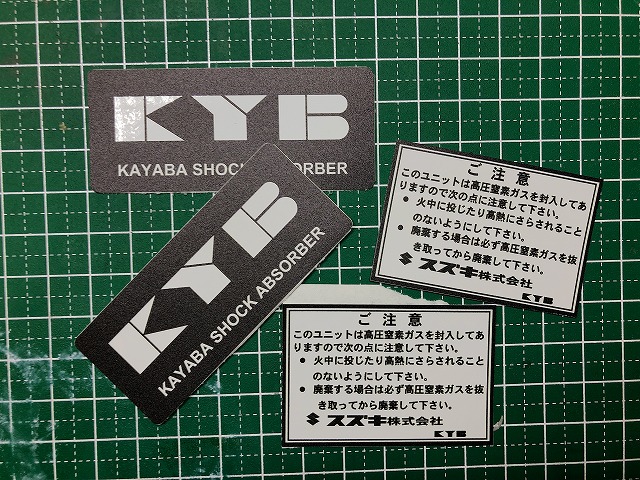 KYB
KAYABA SHOCK ABSORBER
KYB
KAYABA SHOCK ABSORBER
ご注意
このユニットは高圧窒素ガスを封入してあ
りますので次の点に注意して下さい。
● 火中に投じたり高熱にさらされること
のないようにして下さい。
● 廃棄する場合は必ず高圧窒素ガスを抜
き取ってから廃棄して下さい。
スズキ株式会社
KYB
ご注意
このユニットは高圧窒素ガスを封入してあ
りますので次の点に注意して下さい。
● 火中に投じたり高熱にさらされること
のないようにして下さい。
● 廃棄する場合は必ず高圧窒素ガスを抜
き取ってから廃棄して下さい。
スズキ株式会社
KYB